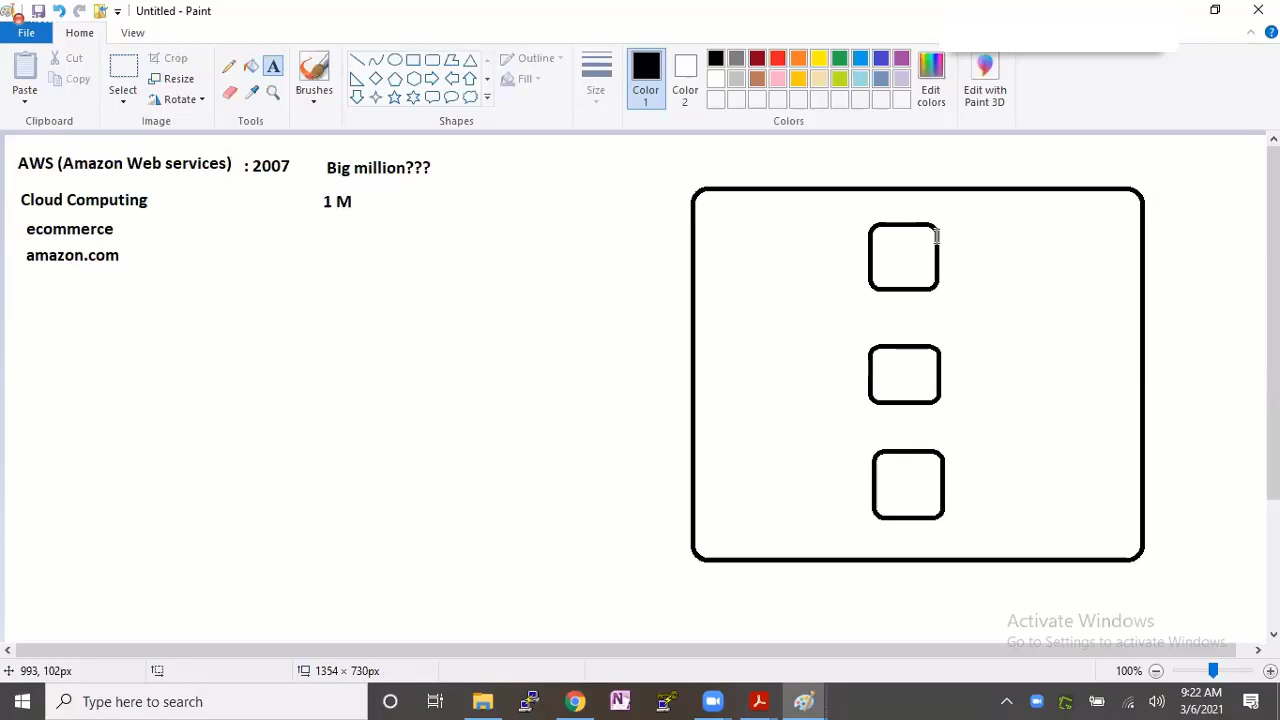 Untitled - Paint
File
Home
View
Paste
Cut
Copy
Clipboard
Select
Crop
Resize
Rotate
Image
A
Tools
Brushes
Shapes
Outline
Fill
Size
Color 1
Color 2
Edit colors
Colors
Edit with Paint 3D
AWS (Amazon Web services) : 2007 Big million???
Cloud Computing 1 M
ecommerce
amazon.com
Activate Windows
Go to Settings to activate Windows.
993, 102px
1354 × 730px
100%
Type here to search
9:22 AM
3/6/2021